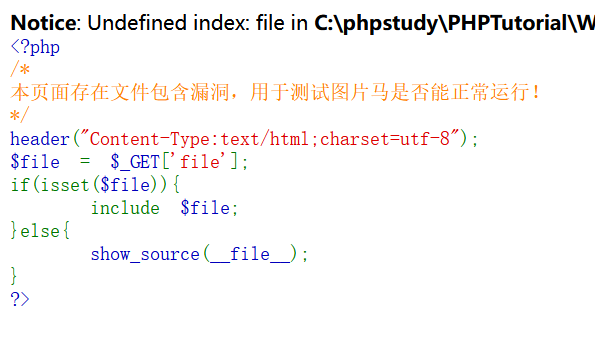 Notice: Undefined index: file in C:\phpstudy\PHPTutorial\W
<?php
/*
本页面存在文件包含漏洞，用于测试图片马是否能正常运行！
*/
header("Content-Type:text/html;charset=utf-8");
$file  =  $_GET['file'];
if(isset($file)){
        include  $file;
}else{
        show_source(__file__);
}
?>